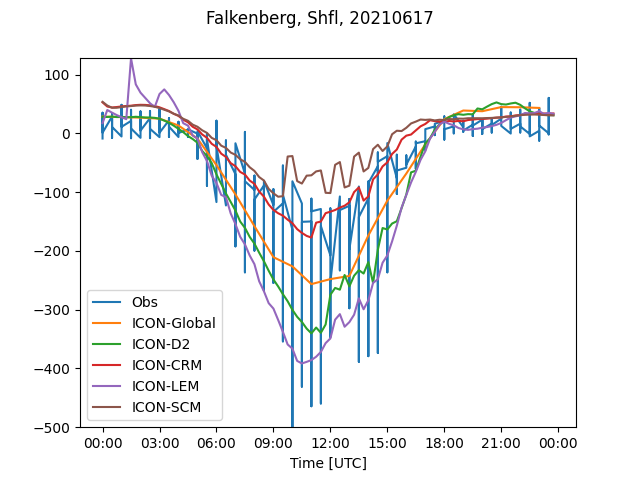 Falkenberg, Shfl, 20210617
100
0
−100
−200
−300
−400
−500
Obs
ICON-Global
ICON-D2
ICON-CRM
ICON-LEM
ICON-SCM
00:00 03:00 06:00 09:00 12:00 15:00 18:00 21:00 00:00
Time [UTC]